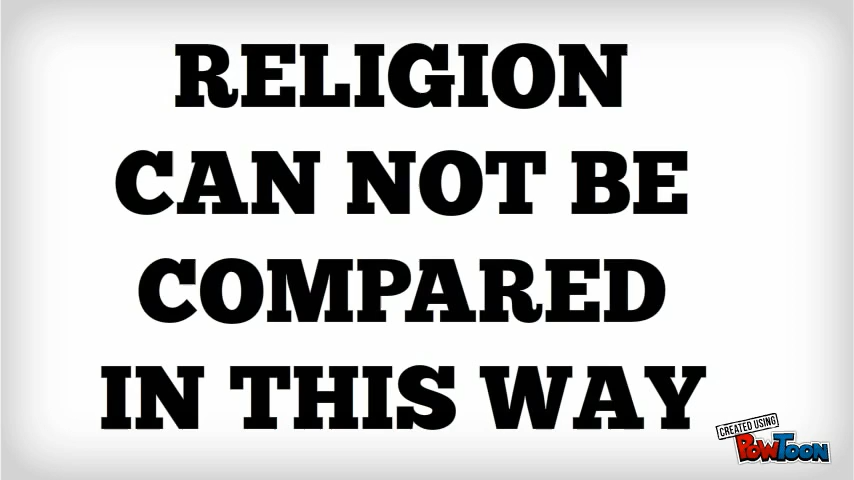 RELIGION
CAN NOT BE
COMPARED
IN THIS WAY
CREATED USING
POWTOON